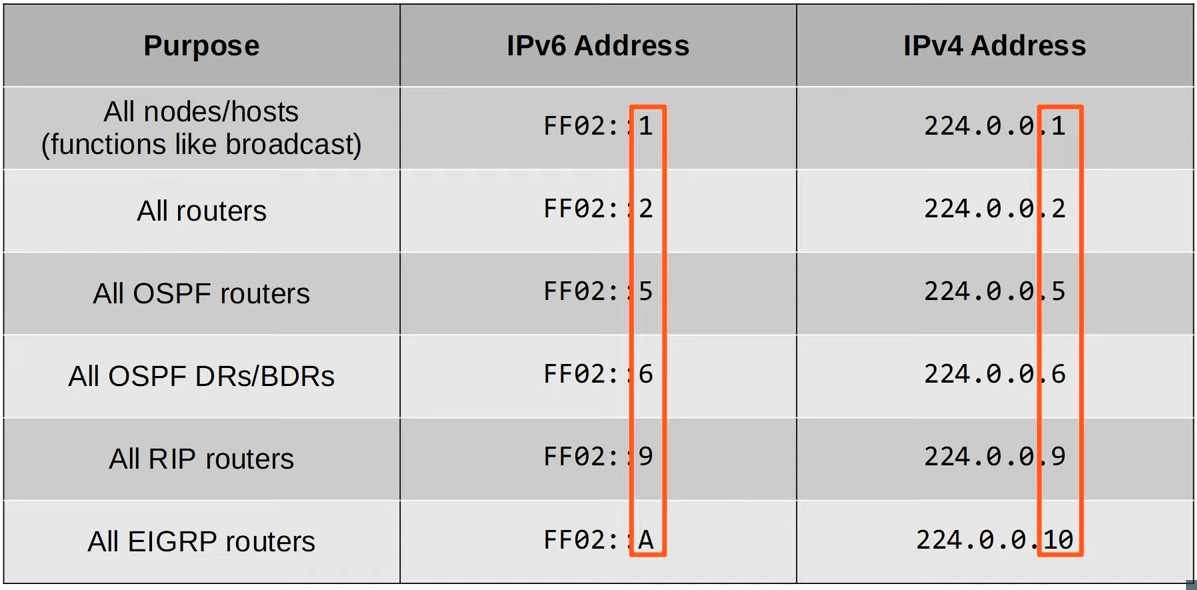 Purpose IPv6 Address IPv4 Address
All nodes/hosts
(functions like broadcast) FF02::1 224.0.0.1
All routers FF02::2 224.0.0.2
All OSPF routers FF02::5 224.0.0.5
All OSPF DRs/BDRs FF02::6 224.0.0.6
All RIP routers FF02::9 224.0.0.9
All EIGRP routers FF02::A 224.0.0.10